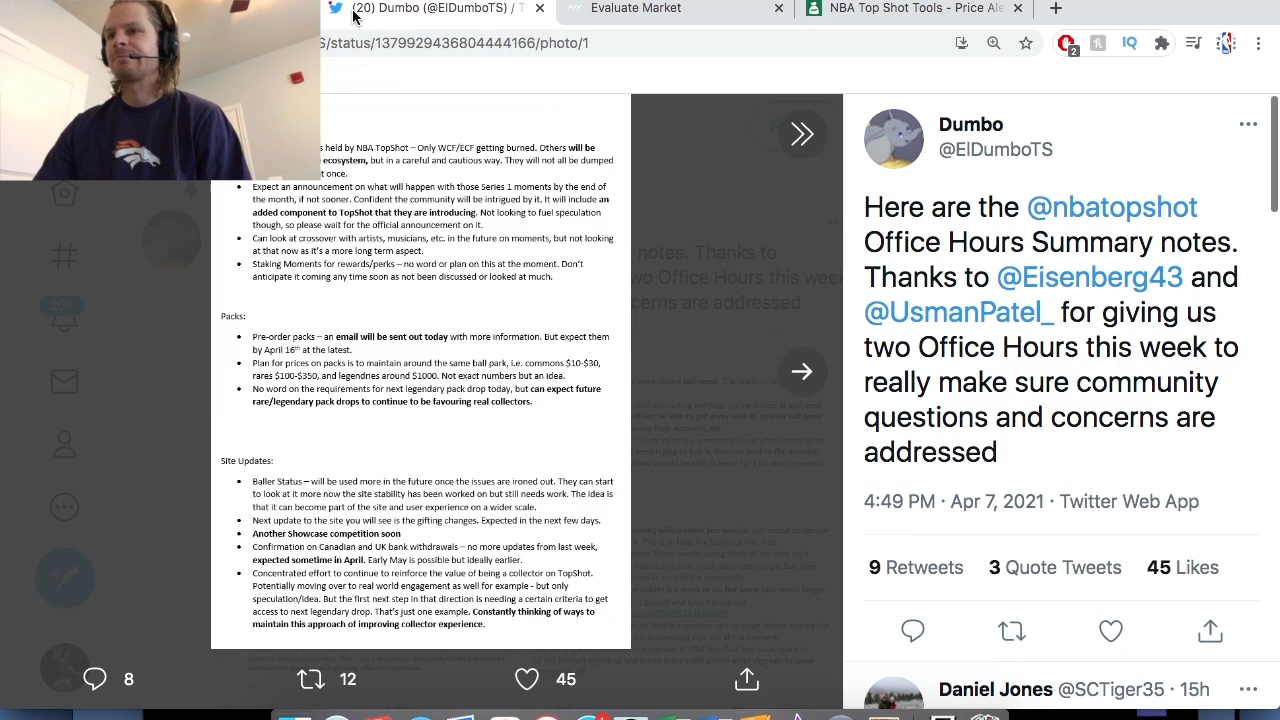 (20) Dumbo (@ElDumboTS) / T
Evaluate Market
NBA Top Shot Tools - Price Ale
S/status/1379929436804444166/photo/1
2
IQ
s held by NBA TopShot – Only WCF/ECF getting burned. Others will be
ecosystem, but in a careful and cautious way. They will not all be dumped
t once.
• Expect an announcement on what will happen with those Series 1 moments by the end of
the month, if not sooner. Confident the community will be intrigued by it. It will include an
added component to TopShot that they are introducing. Not looking to fuel speculation
though, so please wait for the official announcement on it.
• Can look at crossover with artists, musicians, etc. in the future on moments, but not looking
at that now as it's a more long term aspect.
• Staking Moments for rewards/perks – no word or plan on this at the moment. Don't
anticipate it coming any time soon as not been discussed or looked at much.
Packs:
• Pre-order packs – an email will be sent out today with more information. But expect them
by April 16th at the latest.
• Plan for prices on packs is to maintain around the same ball park, i.e. commons $10-$30,
rares $100-$350, and legendries around $1000. Not exact numbers but an idea.
• No word on the requirements for next legendary pack drop today, but can expect future
rare/legendary pack drops to continue to be favouring real collectors.
Site Updates:
• Baller Status – will be used more in the future once the issues are ironed out. They can start
to look at it more now the site stability has been worked on but still needs work. The idea is
that it can become part of the site and user experience on a wider scale.
• Next update to the site you will see is the gifting changes. Expected in the next few days.
• Another Showcase competition soon
• Confirmation on Canadian and UK bank withdrawals – no more updates from last week,
expected sometime in April. Early May is possible but ideally earlier.
• Concentrated effort to continue to reinforce the value of being a collector on TopShot.
Potentially moving over to real world engagement as well for example - but only
speculation/idea. But the first next step in that direction is needing a certain criteria to get
access to next legendary drop. That's just one example. Constantly thinking of ways to
maintain this approach of improving collector experience.
notes. Thanks to
wo Office Hours this week
cerns are addressed
20+
8
12
45
Dumbo
@ElDumboTS
Here are the @nbatopshot
Office Hours Summary notes.
Thanks to @Eisenberg43 and
@UsmanPatel_ for giving us
two Office Hours this week to
really make sure community
questions and concerns are
addressed
4:49 PM · Apr 7, 2021 · Twitter Web App
9 Retweets 3 Quote Tweets 45 Likes
Daniel Jones @SCTiger35 · 15h